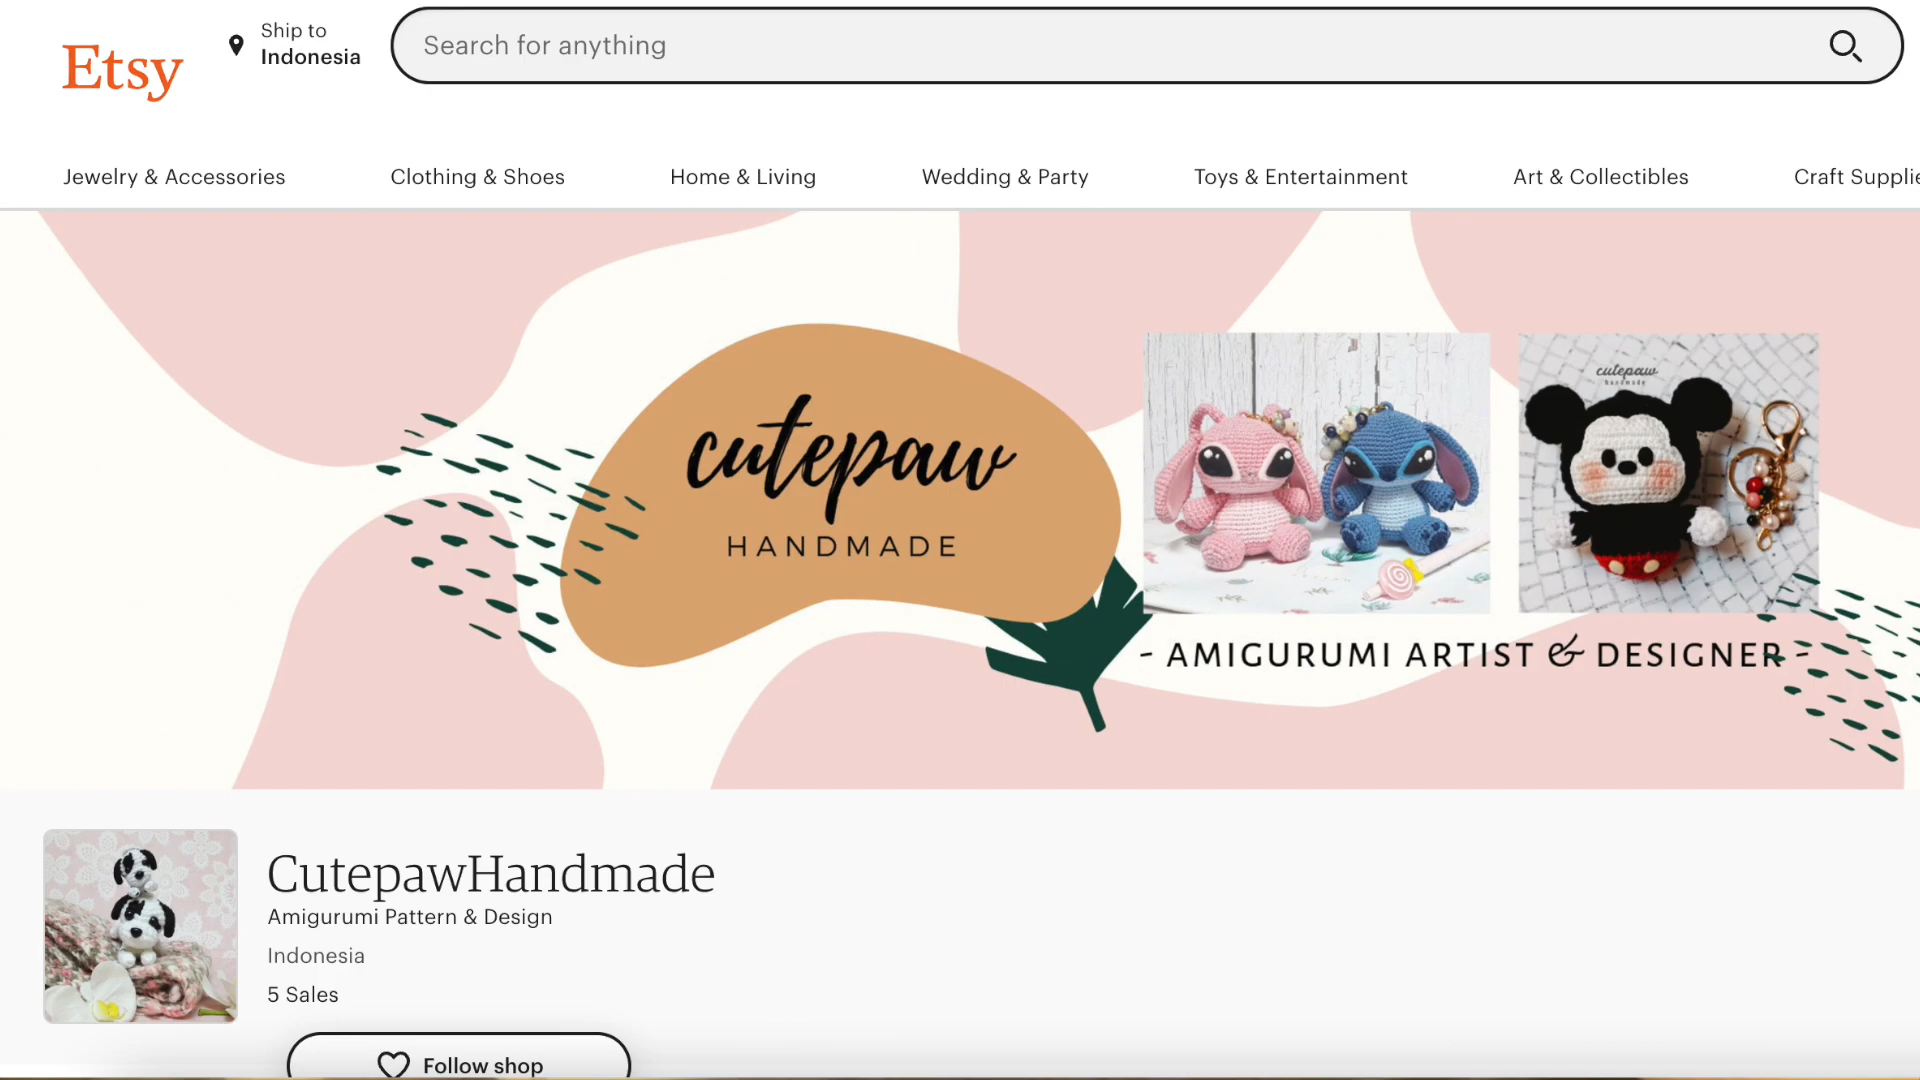 Etsy
Ship to
Indonesia
Search for anything
Jewelry & Accessories
Clothing & Shoes
Home & Living
Wedding & Party
Toys & Entertainment
Art & Collectibles
Craft Supplie
cutepaw
HANDMADE
cutepaw
handmade
- AMIGURUMI ARTIST & DESIGNER -
CutepawHandmade
Amigurumi Pattern & Design
Indonesia
5 Sales
Follow shop